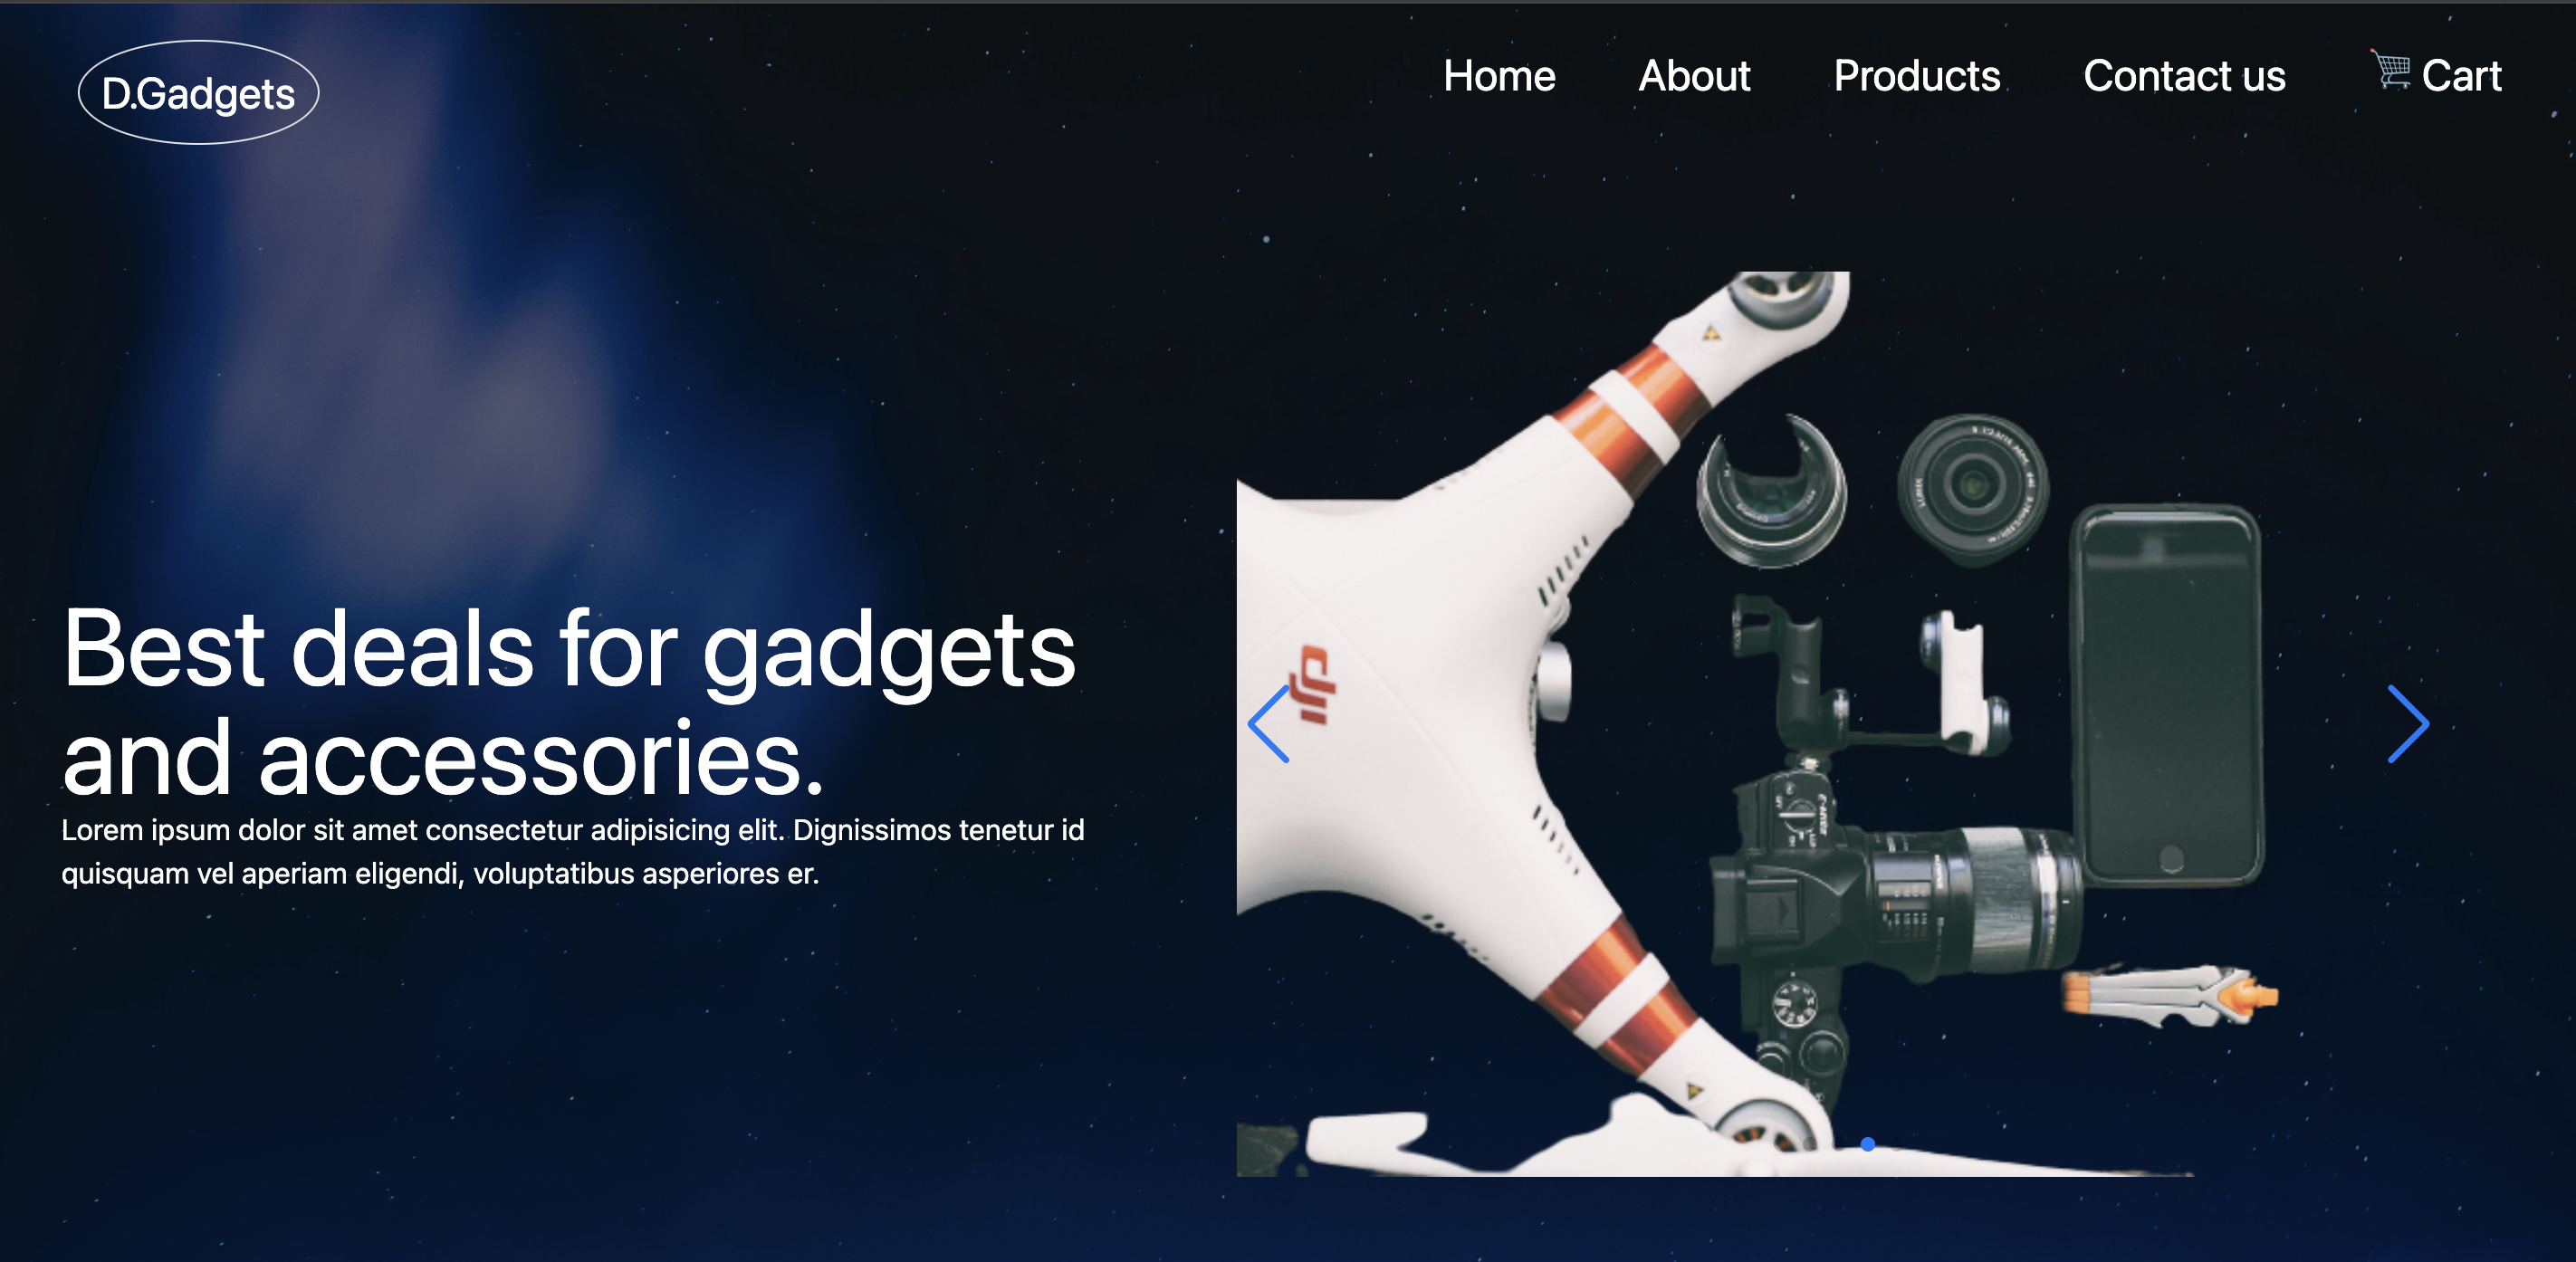 D.Gadgets
Home
About
Products
Contact us
Cart
Best deals for gadgets
and accessories.
Lorem ipsum dolor sit amet consectetur adipisicing elit. Dignissimos tenetur id
quisquam vel aperiam eligendi, voluptatibus asperiores er.
dji